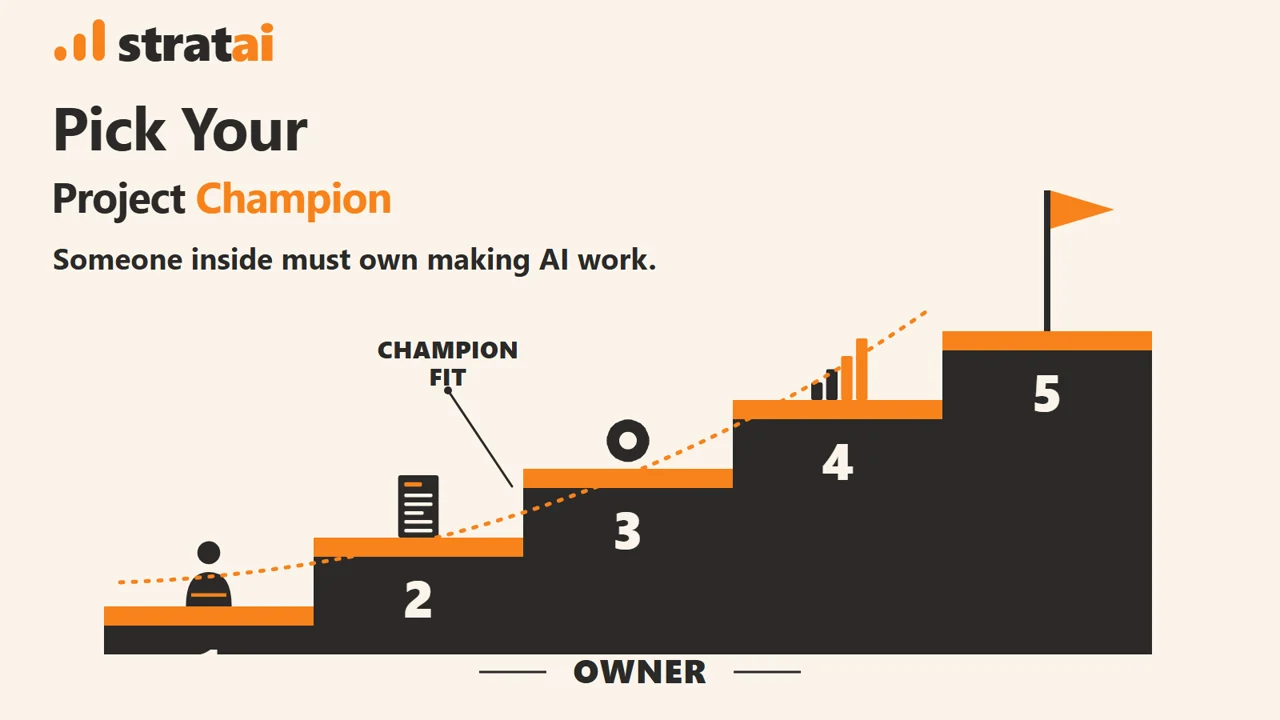 stratai
Pick Your
Project Champion
Someone inside must own making AI work.
CHAMPION
FIT
5
4
3
2
OWNER